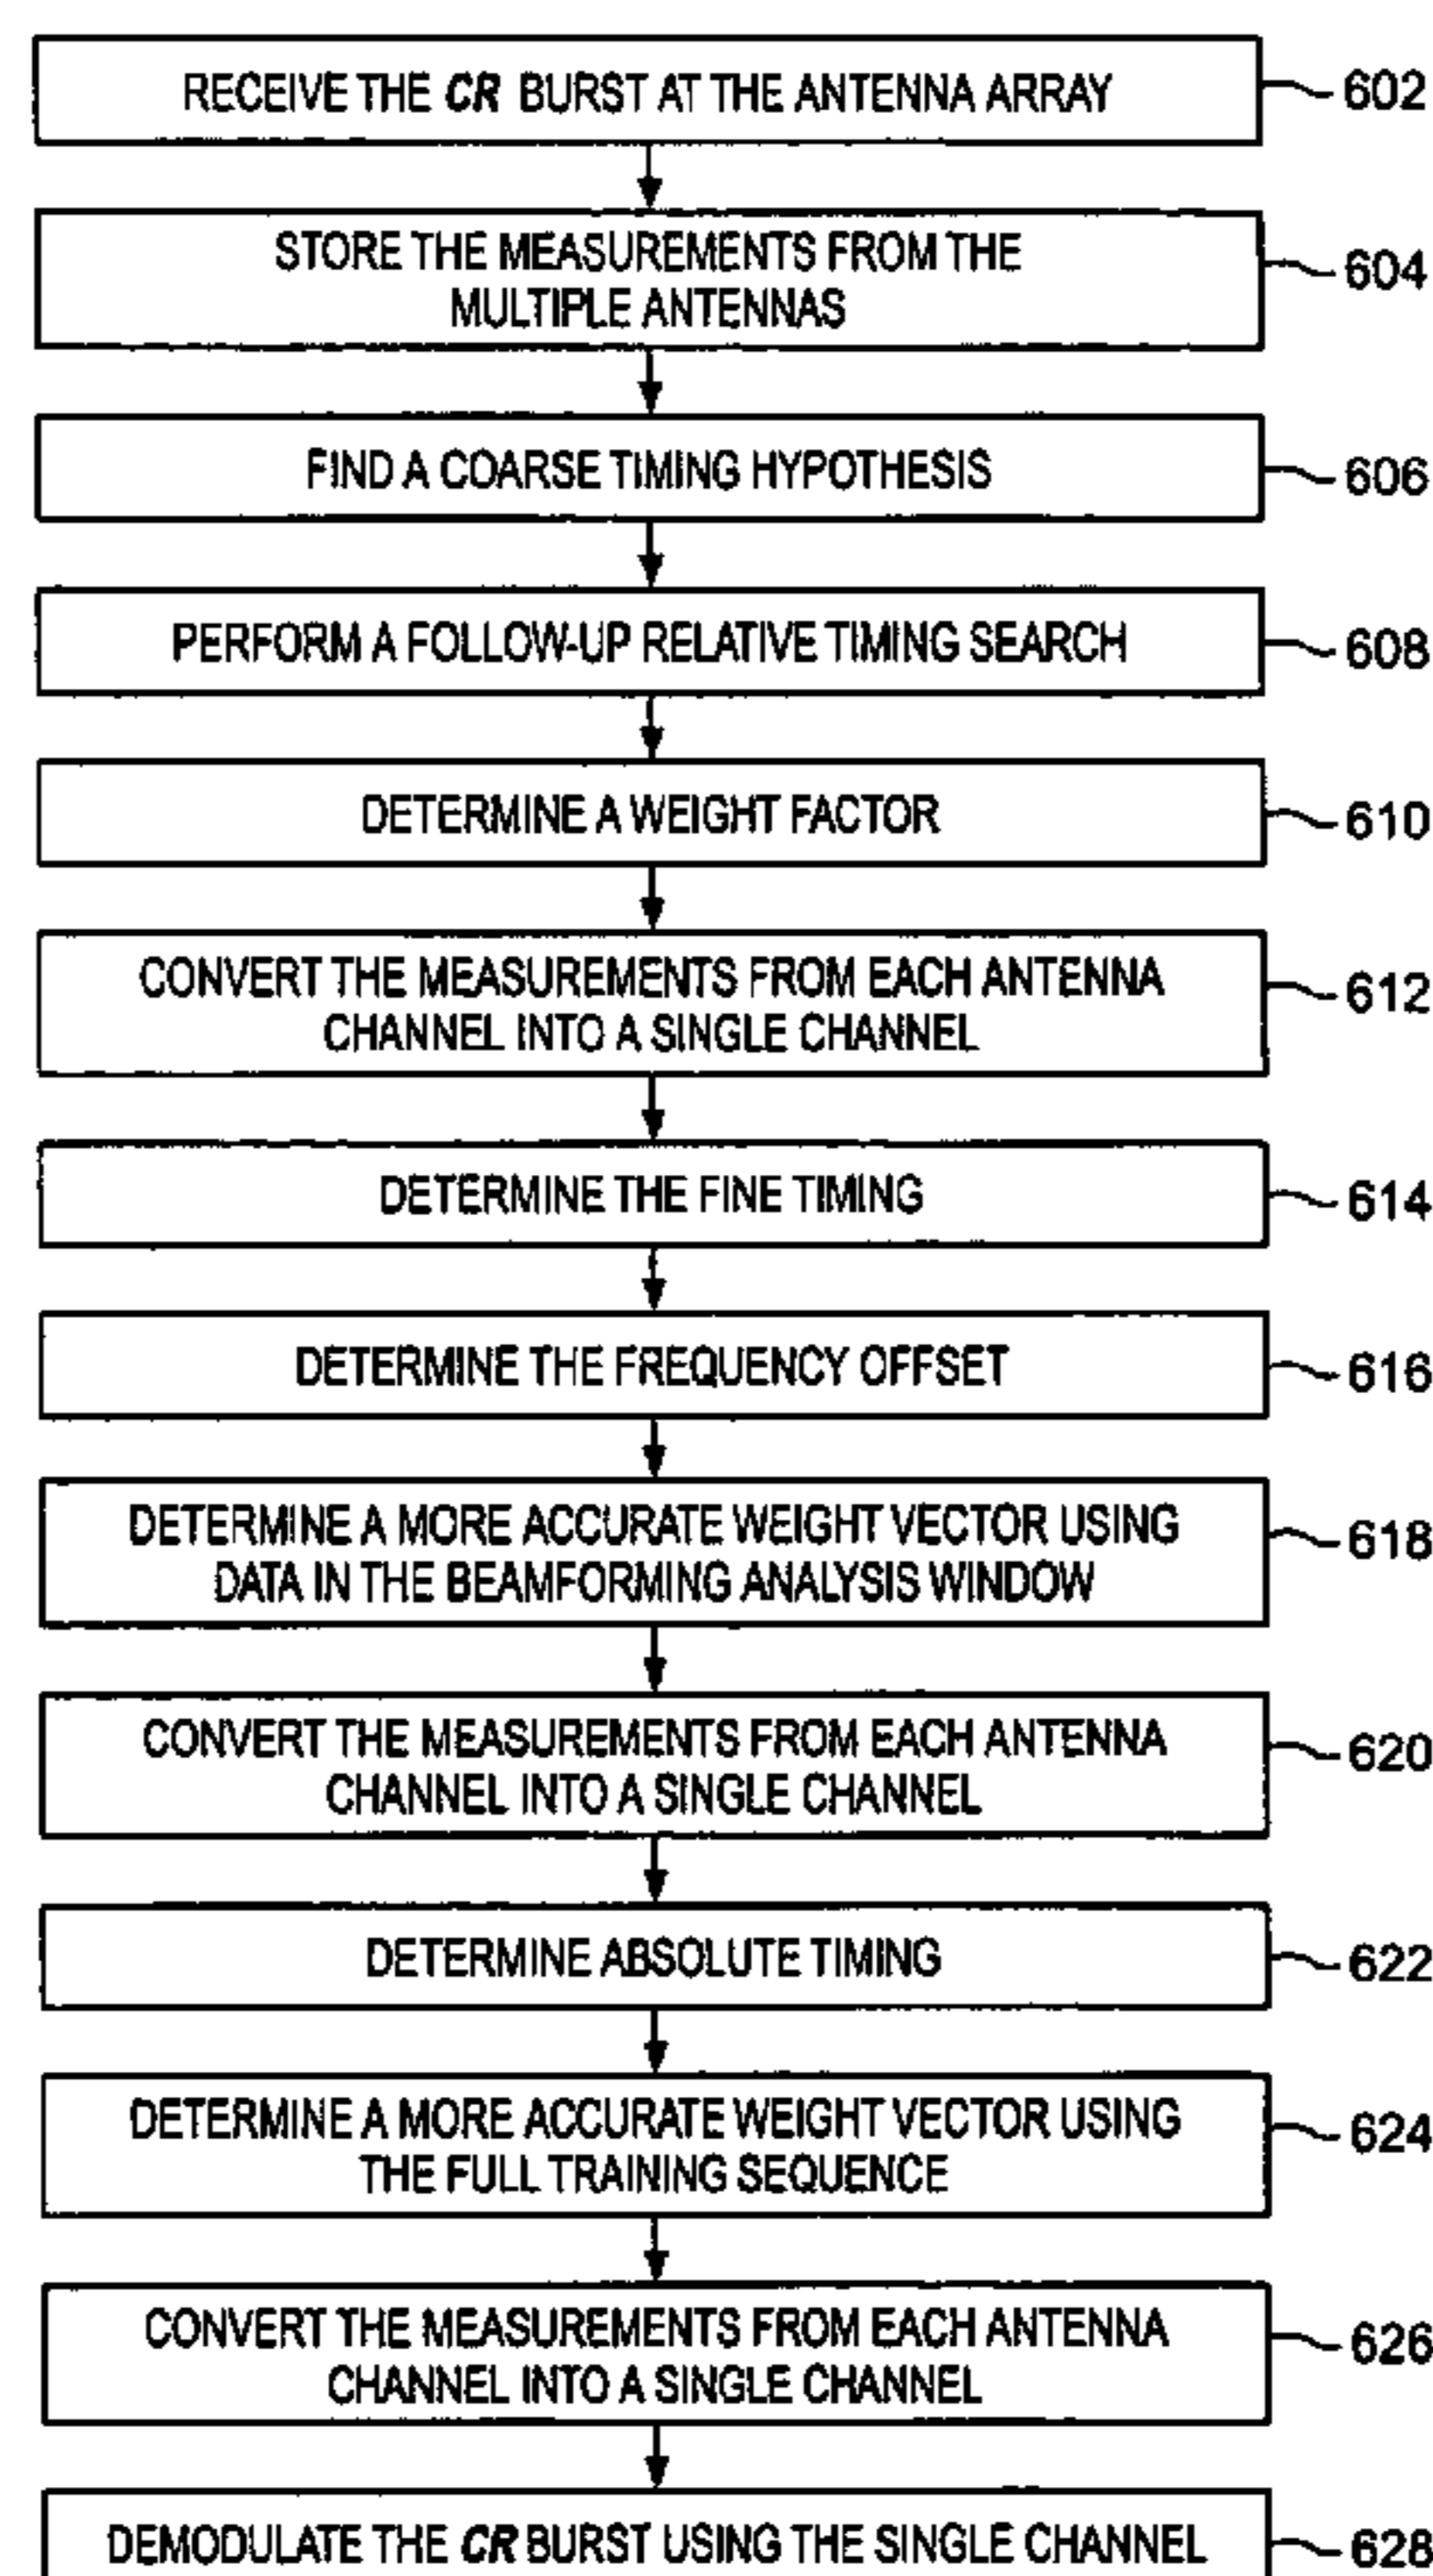 RECEIVE THE CR BURST AT THE ANTENNA ARRAY
602
STORE THE MEASUREMENTS FROM THE
MULTIPLE ANTENNAS
604
FIND A COARSE TIMING HYPOTHESIS
606
PERFORM A FOLLOW-UP RELATIVE TIMING SEARCH
608
DETERMINE A WEIGHT FACTOR
610
CONVERT THE MEASUREMENTS FROM EACH ANTENNA
CHANNEL INTO A SINGLE CHANNEL
612
DETERMINE THE FINE TIMING
614
DETERMINE THE FREQUENCY OFFSET
616
DETERMINE A MORE ACCURATE WEIGHT VECTOR USING
DATA IN THE BEAMFORMING ANALYSIS WINDOW
618
CONVERT THE MEASUREMENTS FROM EACH ANTENNA
CHANNEL INTO A SINGLE CHANNEL
620
DETERMINE ABSOLUTE TIMING
622
DETERMINE A MORE ACCURATE WEIGHT VECTOR USING
THE FULL TRAINING SEQUENCE
624
CONVERT THE MEASUREMENTS FROM EACH ANTENNA
CHANNEL INTO A SINGLE CHANNEL
626
DEMODULATE THE CR BURST USING THE SINGLE CHANNEL
628